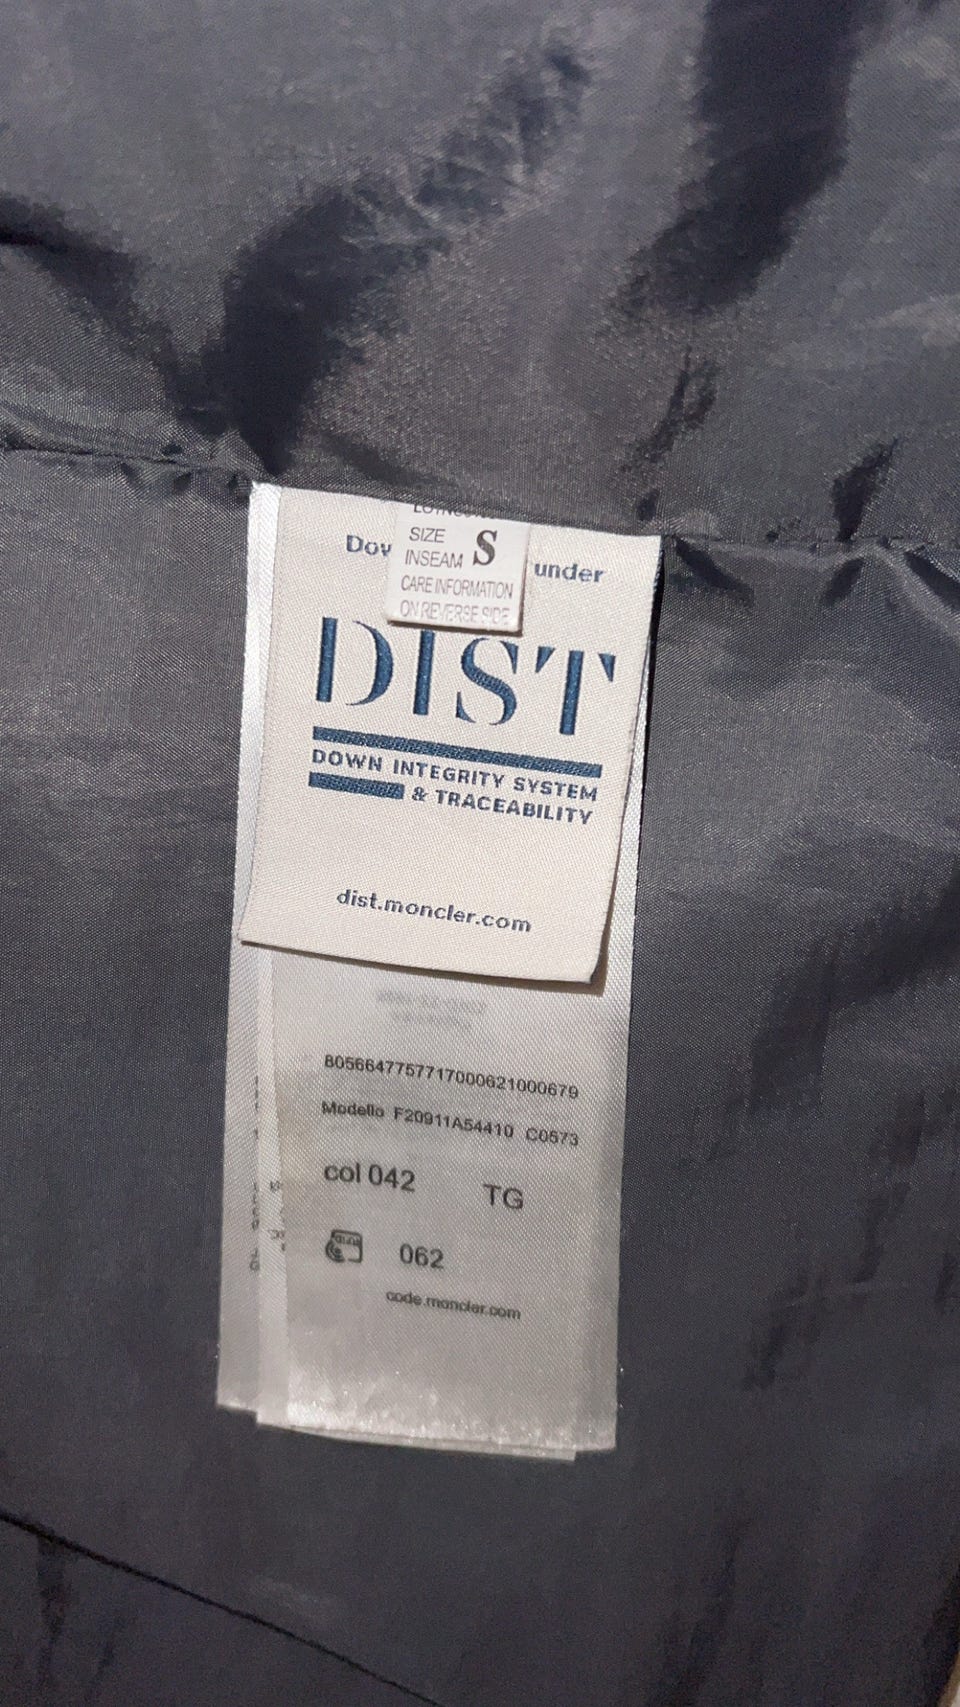 SIZE S
INSEAM
CARE INFORMATION
ON REVERSE SIDE
under
DIST
DOWN INTEGRITY SYSTEM
& TRACEABILITY
dist.moncler.com
8056647757717000621000679
Modello F20911A54410 C0573
col 042 TG
062
code.moncler.com